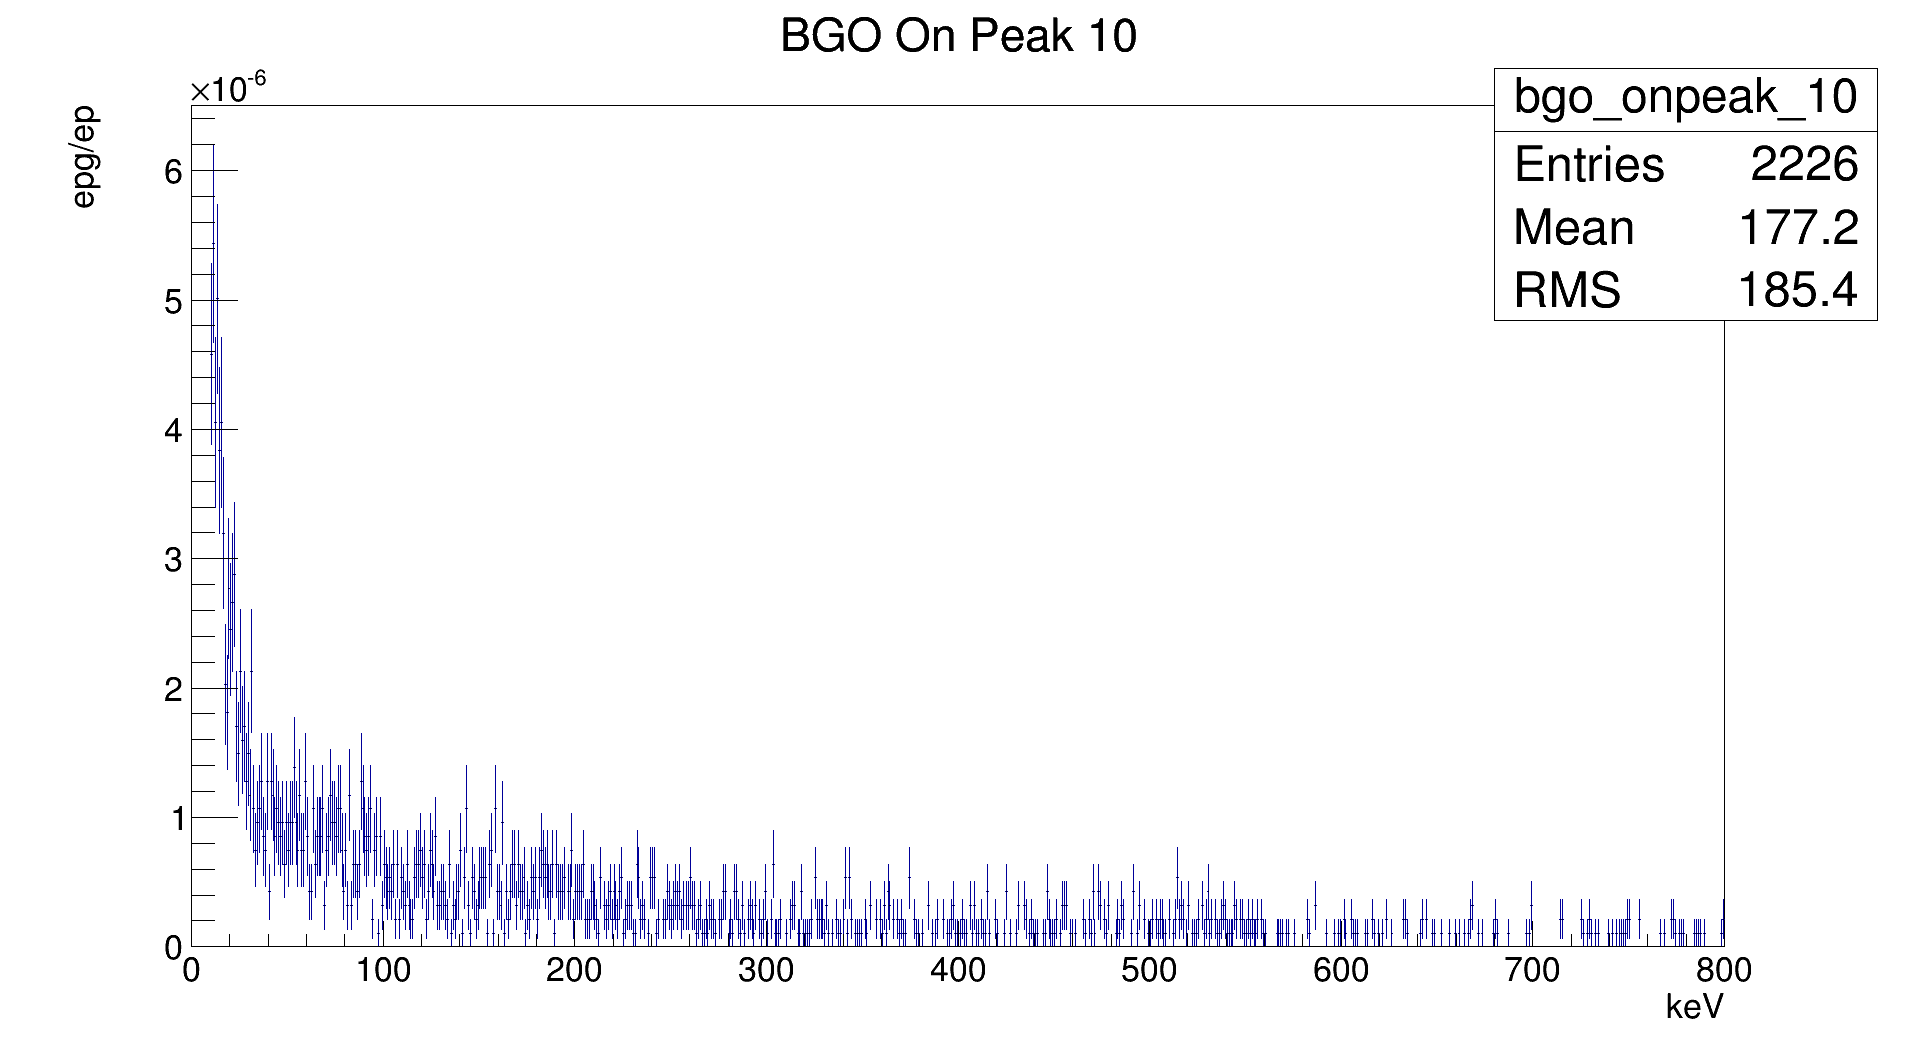 BGO On Peak 10
×10-6
epg/ep
bgo_onpeak_10
Entries 2226
Mean 177.2
RMS 185.4
6
5
4
3
2
1
0
0 100 200 300 400 500 600 700 800
keV